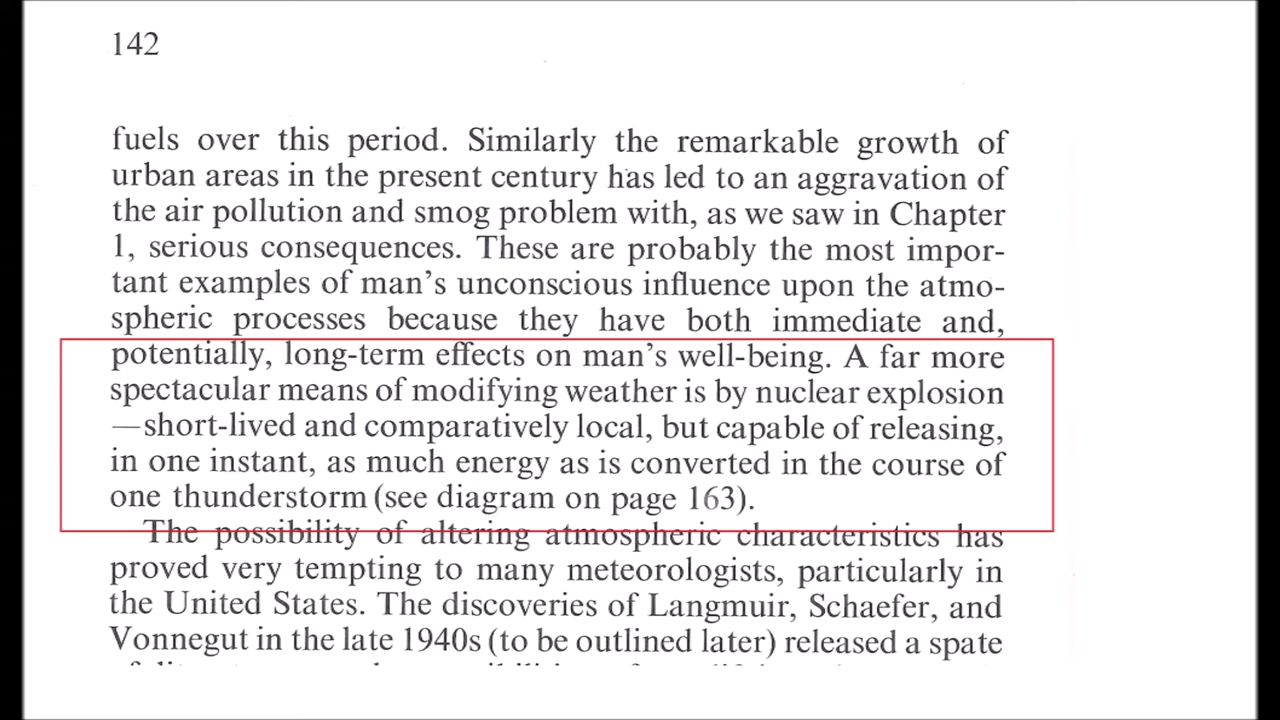 142
fuels over this period. Similarly the remarkable growth of
urban areas in the present century has led to an aggravation of
the air pollution and smog problem with, as we saw in Chapter
1, serious consequences. These are probably the most impor-
tant examples of man's unconscious influence upon the atmo-
spheric processes because they have both immediate and,
potentially, long-term effects on man's well-being. A far more
spectacular means of modifying weather is by nuclear explosion
—short-lived and comparatively local, but capable of releasing,
in one instant, as much energy as is converted in the course of
one thunderstorm (see diagram on page 163).
The possibility of altering atmospheric characteristics has
proved very tempting to many meteorologists, particularly in
the United States. The discoveries of Langmuir, Schaefer, and
Vonnegut in the late 1940s (to be outlined later) released a spate